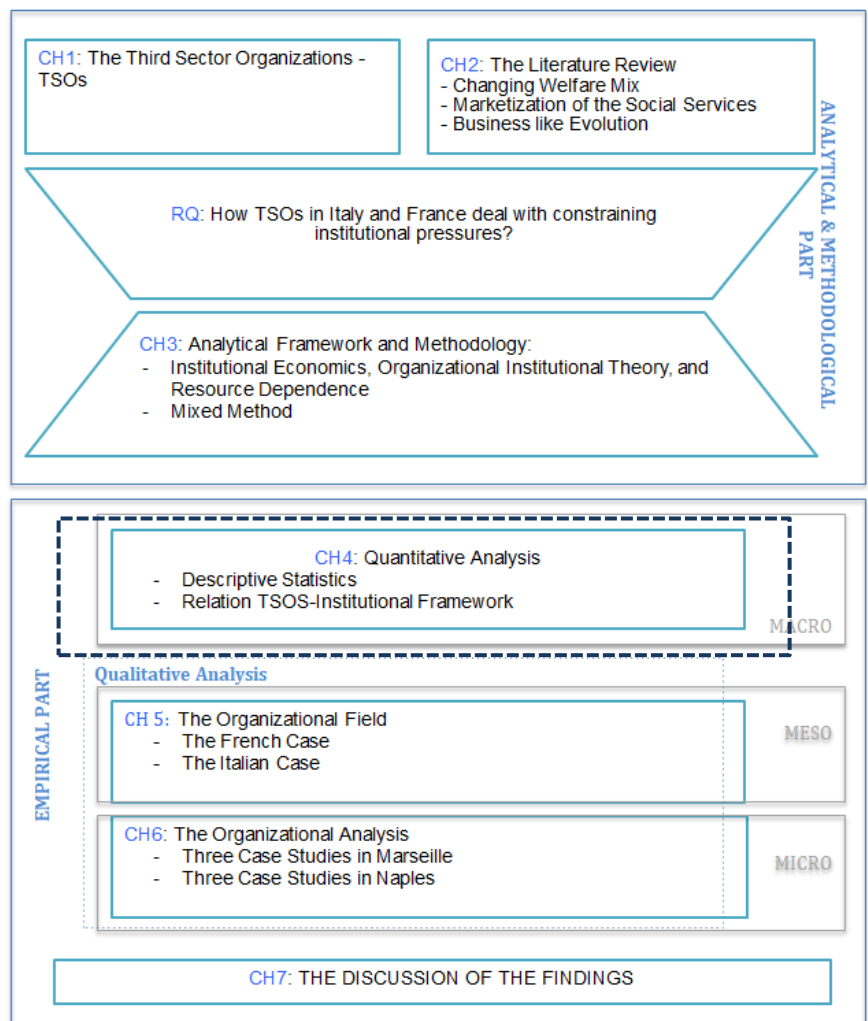 CH1: The Third Sector Organizations -
TSOs
CH2: The Literature Review
- Changing Welfare Mix
- Marketization of the Social Services
- Business like Evolution
ANALYTICAL & METHODOLOGICAL
PART
RQ: How TSOs in Italy and France deal with constraining
institutional pressures?
CH3: Analytical Framework and Methodology:
- Institutional Economics, Organizational Institutional Theory, and
Resource Dependence
- Mixed Method
CH4: Quantitative Analysis
- Descriptive Statistics
- Relation TSOS-Institutional Framework
MACRO
EMPIRICAL PART
Qualitative Analysis
CH 5: The Organizational Field
- The French Case
- The Italian Case
MESO
CH6: The Organizational Analysis
- Three Case Studies in Marseille
- Three Case Studies in Naples
MICRO
CH7: THE DISCUSSION OF THE FINDINGS